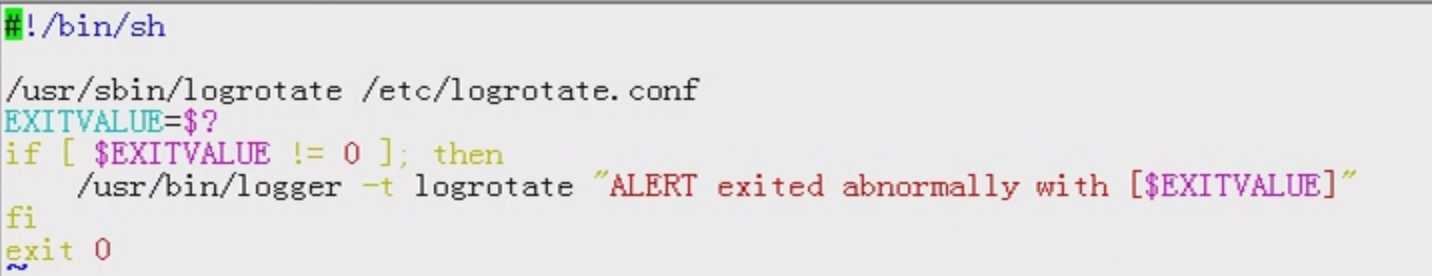 #!/bin/sh

/usr/sbin/logrotate /etc/logrotate.conf
EXITVALUE=$?
if [ $EXITVALUE != 0 ]; then
    /usr/bin/logger -t logrotate "ALERT exited abnormally with [$EXITVALUE]"
fi
exit 0
~